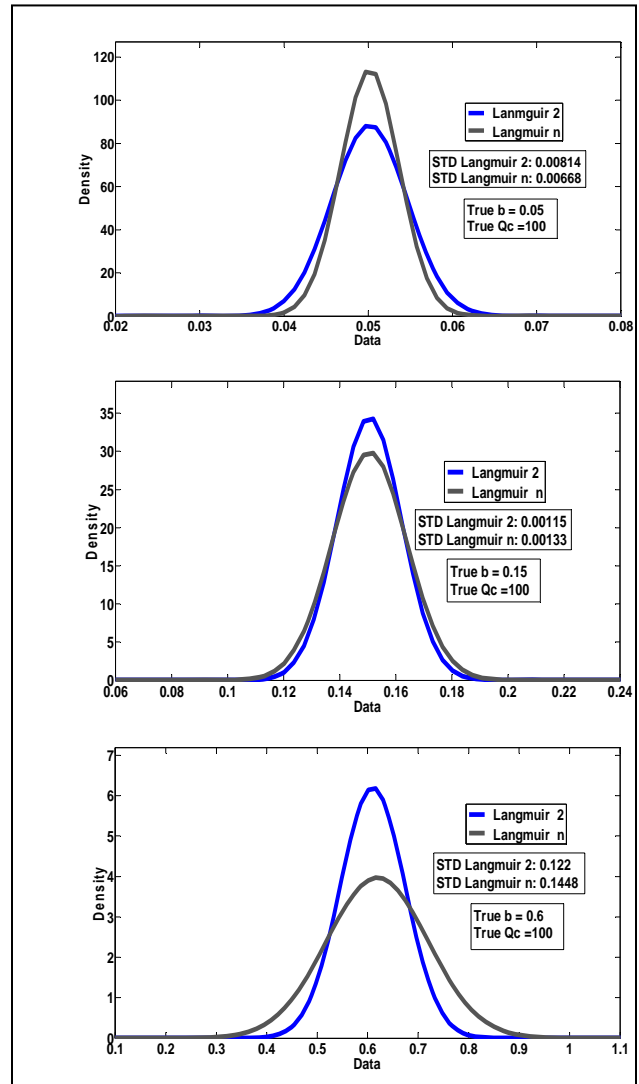 120
100
80
60
40
20
0
Density
Lanmguir 2
Langmuir n
STD Langmuir 2: 0.00814
STD Langmuir n: 0.00668
True b = 0.05
True Qc =100
0.02 0.03 0.04 0.05 0.06 0.07 0.08
Data
35
30
25
20
15
10
5
0
Density
Langmuir 2
Langmuir n
STD Langmuir 2: 0.00115
STD Langmuir n: 0.00133
True b = 0.15
True Qc =100
0.06 0.08 0.1 0.12 0.14 0.16 0.18 0.2 0.22 0.24
Data
7
6
5
4
3
2
1
0
Density
Langmuir 2
Langmuir n
STD Langmuir 2: 0.122
STD Langmuir n: 0.1448
True b = 0.6
True Qc =100
0.1 0.2 0.3 0.4 0.5 0.6 0.7 0.8 0.9 1 1.1
Data